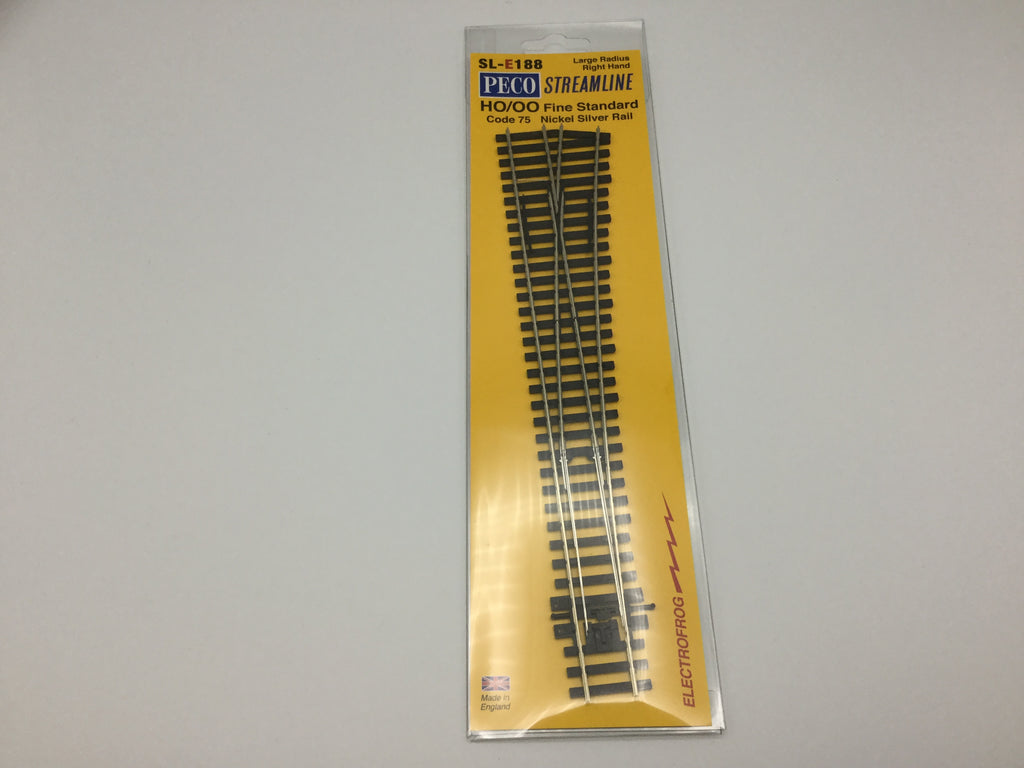 SL-E188
Large Radius
Right Hand
PECO STREAMLINE
HO/OO Fine Standard
Code 75 Nickel Silver Rail
ELECTROFROG
Made in
England